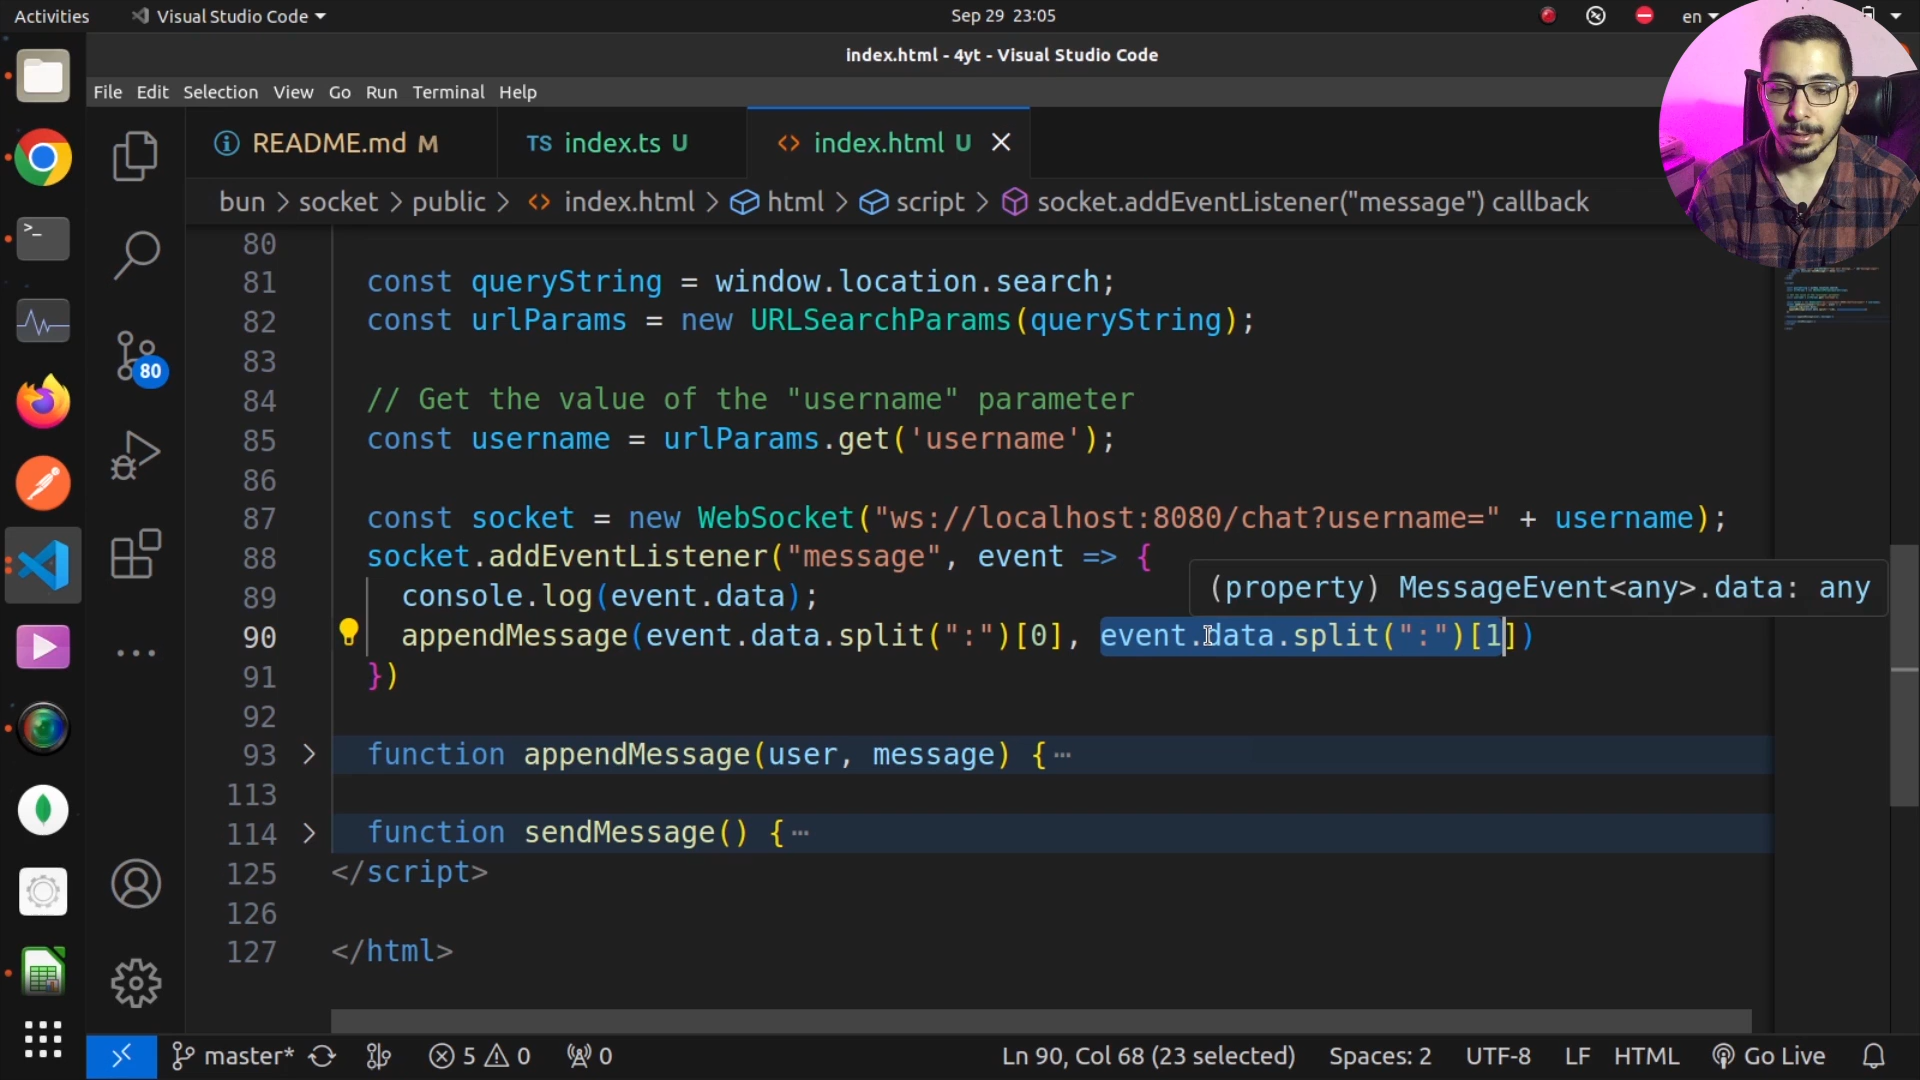 Activities Visual Studio Code Sep 29 23:05 en
index.html - 4yt - Visual Studio Code
File Edit Selection View Go Run Terminal Help
README.md M TS index.ts U <> index.html U
bun > socket > public > <> index.html > html > script > socket.addEventListener("message") callback
80
81 const queryString = window.location.search;
82 const urlParams = new URLSearchParams(queryString);
83
84 // Get the value of the "username" parameter
85 const username = urlParams.get('username');
86
87 const socket = new WebSocket("ws://localhost:8080/chat?username=" + username);
88 socket.addEventListener("message", event => {
(property) MessageEvent<any>.data: any
89 console.log(event.data);
90 appendMessage(event.data.split(":")[0], event.data.split(":")[1])
91 })
92
93 function appendMessage(user, message) { ⋯
113
114 function sendMessage() { ⋯
125 </script>
126
127 </html>
80
master* 5 0 0 Ln 90, Col 68 (23 selected) Spaces: 2 UTF-8 LF HTML Go Live